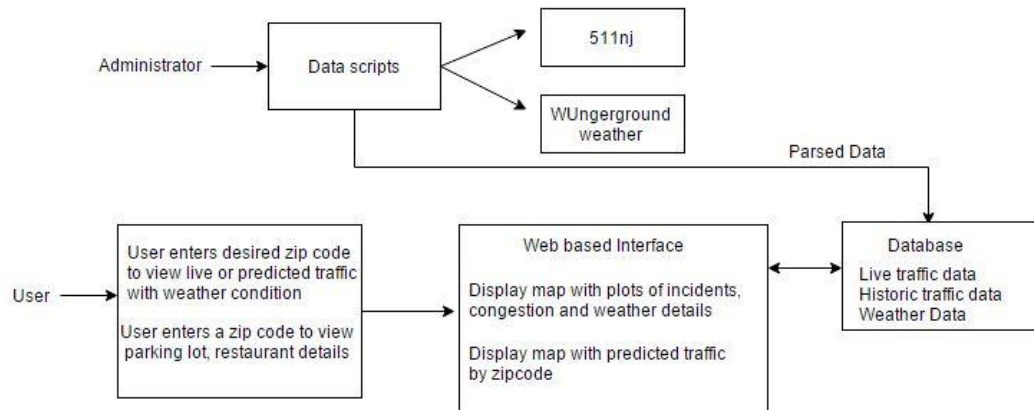 511nj
Administrator
Data scripts
WUngerground
weather
Parsed Data
User
User enters desired zip code
to view live or predicted traffic
with weather condition
User enters a zip code to view
parking lot, restaurant details
Web based Interface
Display map with plots of incidents,
congestion and weather details
Display map with predicted traffic
by zipcode
Database
Live traffic data
Historic traffic data
Weather Data